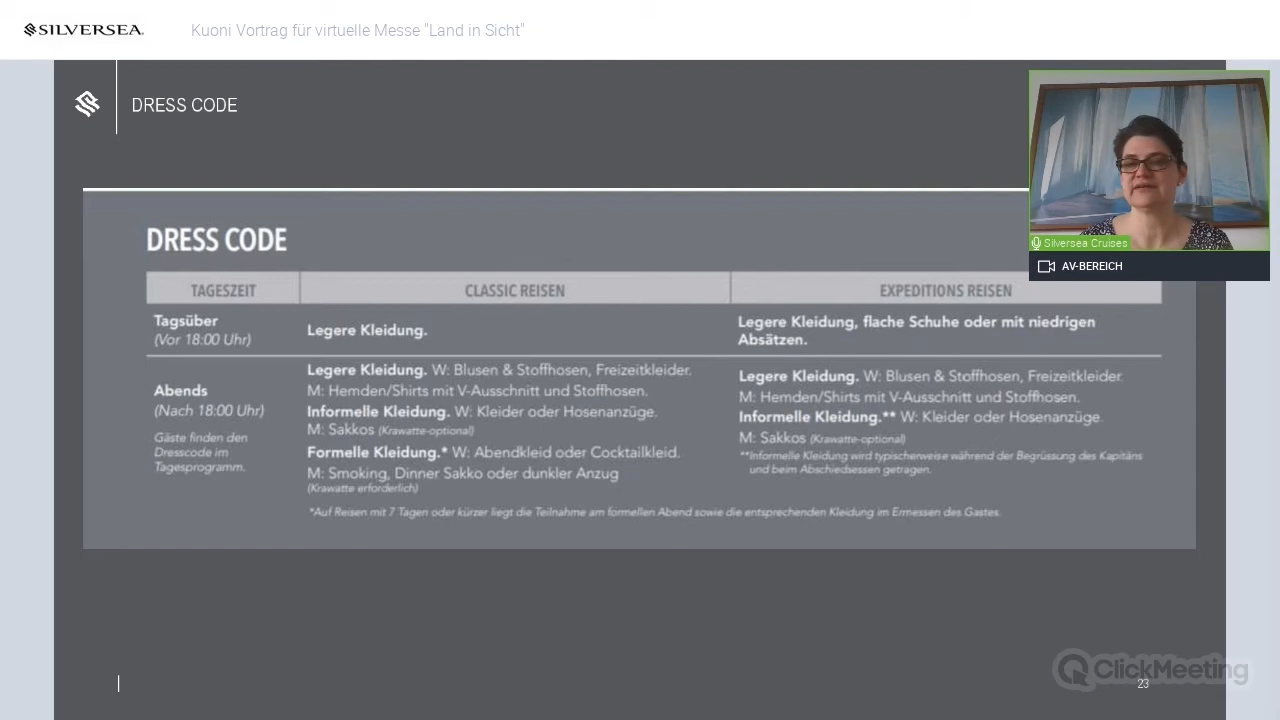 SILVERSEA
Kuoni Vortrag für virtuelle Messe "Land in Sicht"
DRESS CODE
Silversea Cruises
AV-BEREICH
DRESS CODE
TAGESZEIT
CLASSIC REISEN
EXPEDITIONS REISEN
Tagsüber
(Vor 18:00 Uhr)
Legere Kleidung.
Legere Kleidung, flache Schuhe oder mit niedrigen
Absätzen.
Abends
(Nach 18:00 Uhr)
Gäste finden den
Dresscode im
Tagesprogramm.
Legere Kleidung. W: Blusen & Stoffhosen, Freizeitkleider.
M: Hemden/Shirts mit V-Ausschnitt und Stoffhosen.
Informelle Kleidung. W: Kleider oder Hosenanzüge.
M: Sakkos (Krawatte-optional)
Formelle Kleidung.* W: Abendkleid oder Cocktailkleid.
M: Smoking, Dinner Sakko oder dunkler Anzug
(Krawatte erforderlich)
Legere Kleidung. W: Blusen & Stoffhosen, Freizeitkleider.
M: Hemden/Shirts mit V-Ausschnitt und Stoffhosen.
Informelle Kleidung.** W: Kleider oder Hosenanzüge.
M: Sakkos (Krawatte-optional)
**Informelle Kleidung wird typischerweise während der Begrüssung des Kapitäns
und beim Abschiedsessen getragen.
*Auf Reisen mit 7 Tagen oder kürzer liegt die Teilnahme am formellen Abend sowie die entsprechenden Kleidung im Ermessen des Gastes.
ClickMeeting
23